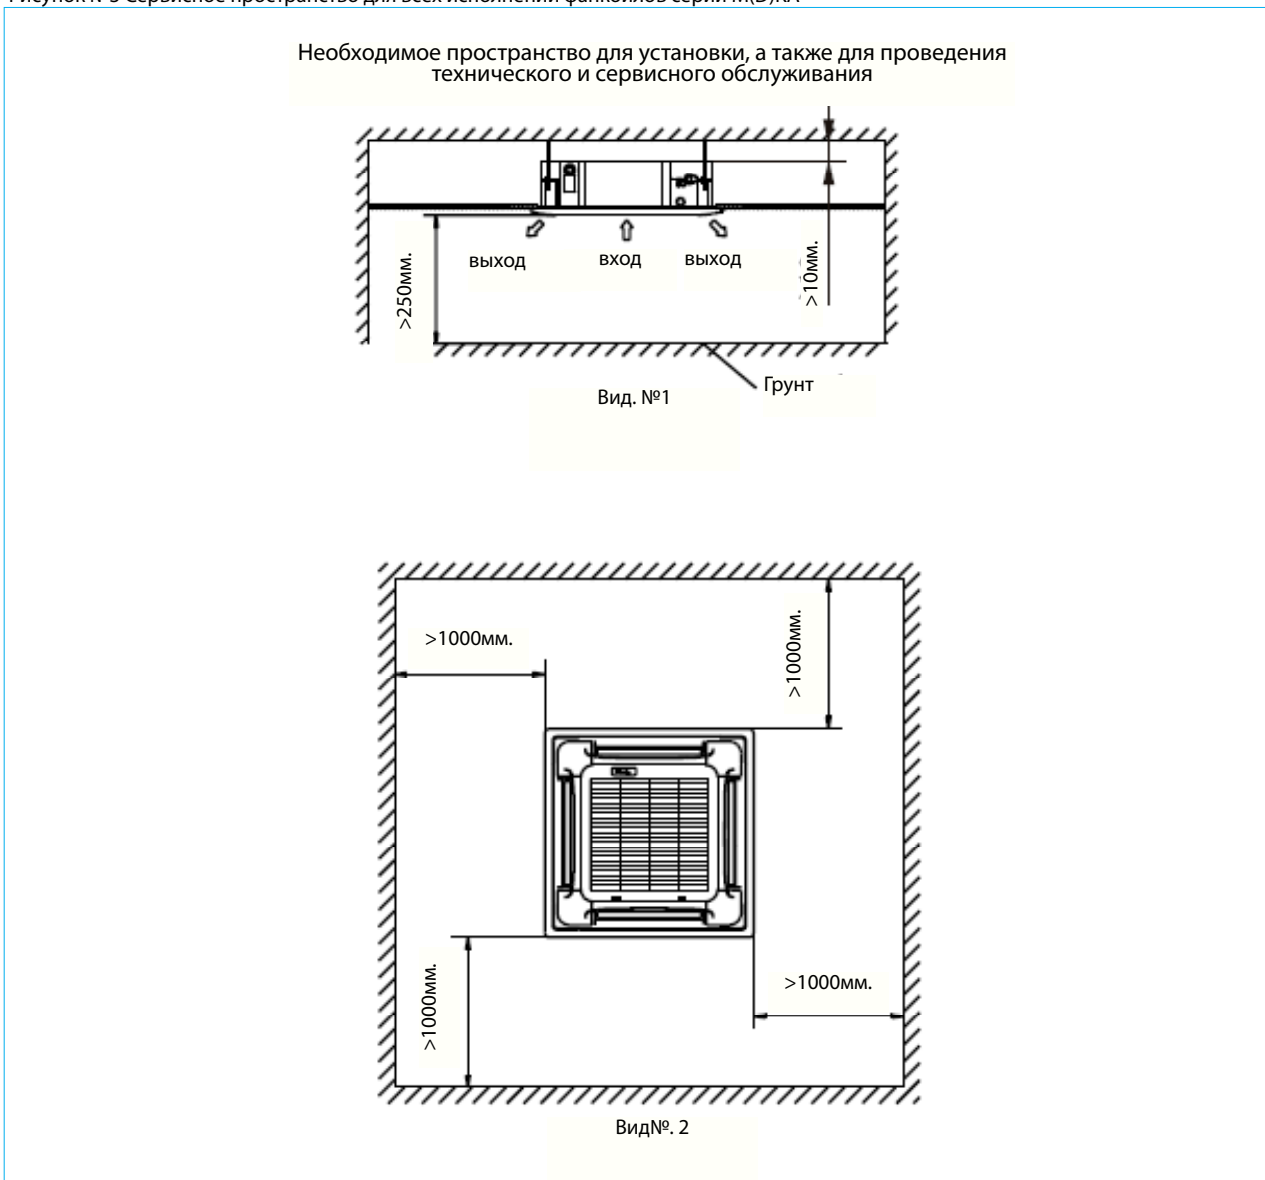 Необходимое пространство для установки, а также для проведения
технического и сервисного обслуживания
выход
вход
выход
>250мм.
>10мм.
Грунт
Вид. №1
>1000мм.
>1000мм.
>1000мм.
>1000мм.
Вид№. 2